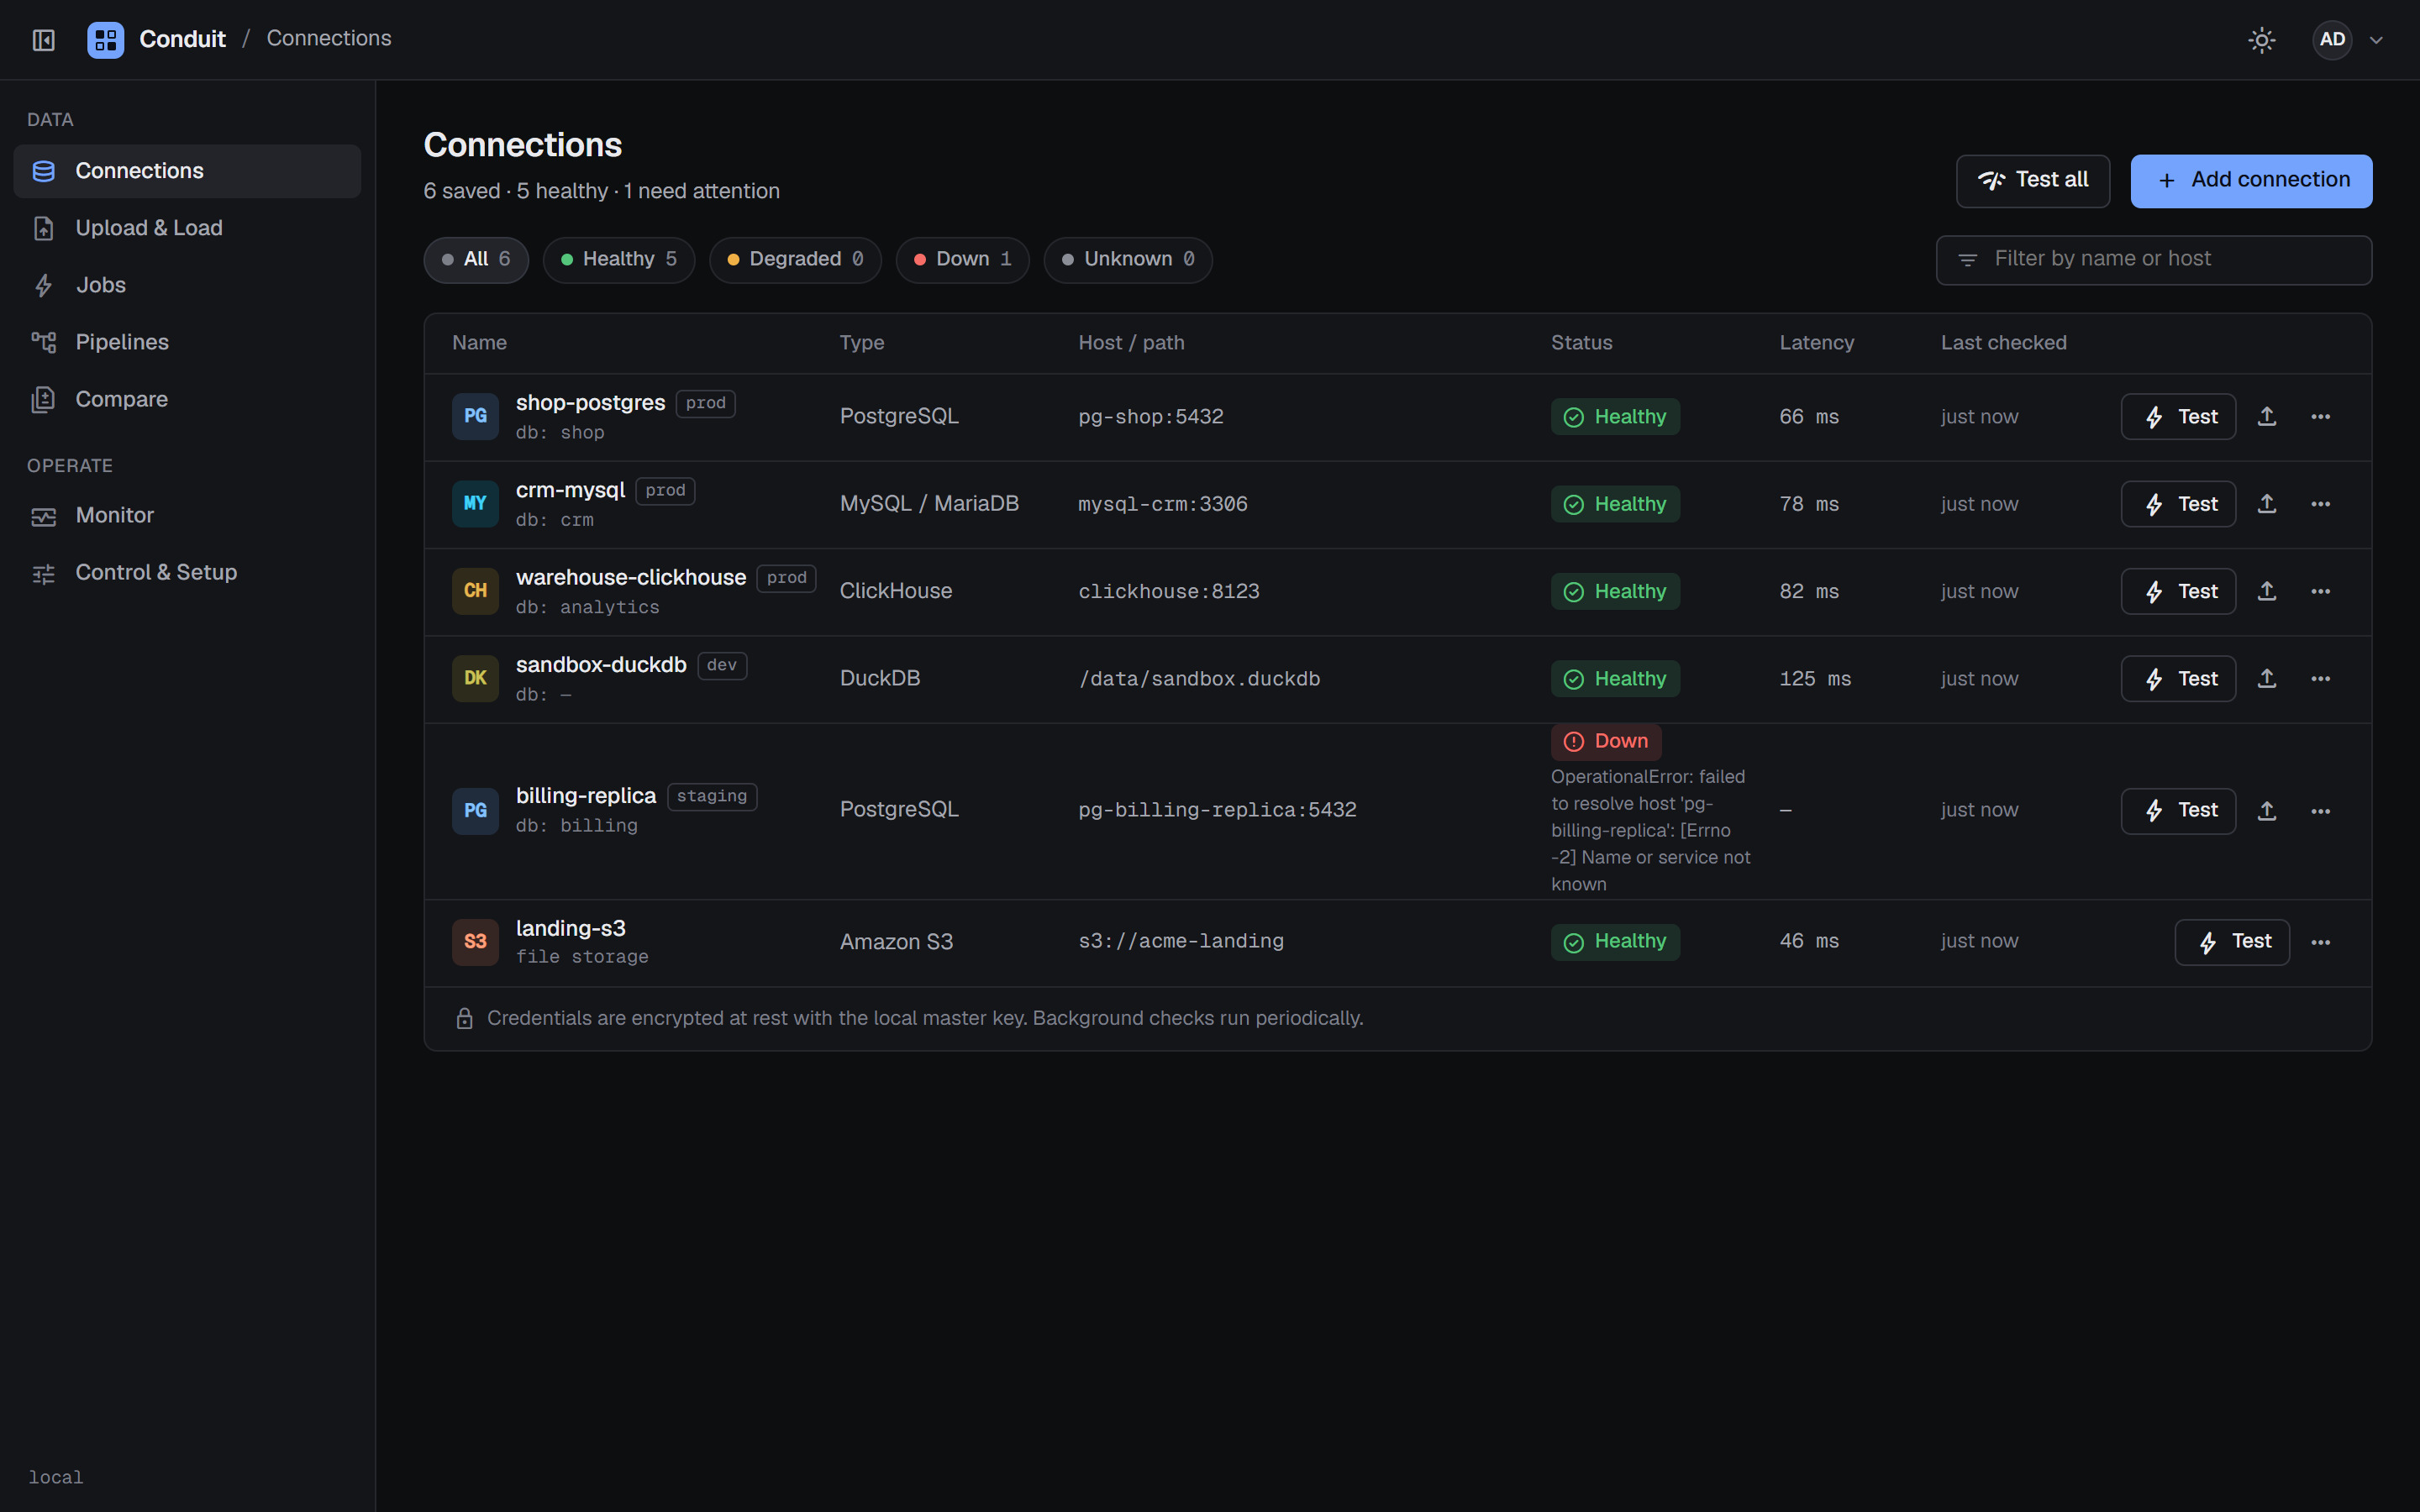 Conduit / Connections
AD
DATA
Connections
Upload & Load
Jobs
Pipelines
Compare
OPERATE
Monitor
Control & Setup
local
Connections
6 saved · 5 healthy · 1 need attention
Test all
+ Add connection
All 6
Healthy 5
Degraded 0
Down 1
Unknown 0
Filter by name or host
Name Type Host / path Status Latency Last checked
PG shop-postgres prod PostgreSQL pg-shop:5432 Healthy 66 ms just now Test
db: shop
MY crm-mysql prod MySQL / MariaDB mysql-crm:3306 Healthy 78 ms just now Test
db: crm
CH warehouse-clickhouse prod ClickHouse clickhouse:8123 Healthy 82 ms just now Test
db: analytics
DK sandbox-duckdb dev DuckDB /data/sandbox.duckdb Healthy 125 ms just now Test
db: —
PG billing-replica staging PostgreSQL pg-billing-replica:5432 Down — just now Test
db: billing
OperationalError: failed
to resolve host 'pg-
billing-replica': [Errno
-2] Name or service not
known
S3 landing-s3 Amazon S3 s3://acme-landing Healthy 46 ms just now Test
file storage
Credentials are encrypted at rest with the local master key. Background checks run periodically.